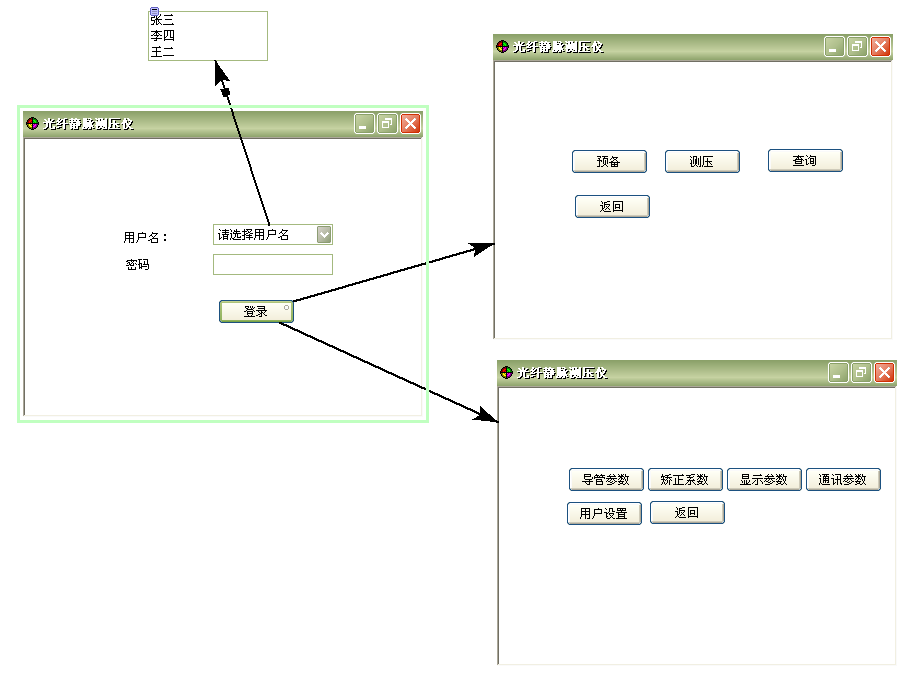 张三
李四
王二
光纤静脉测压仪
用户名：
请选择用户名
密码
登录
光纤静脉测压仪
预备
测压
查询
返回
光纤静脉测压仪
导管参数
矫正系数
显示参数
通讯参数
用户设置
返回